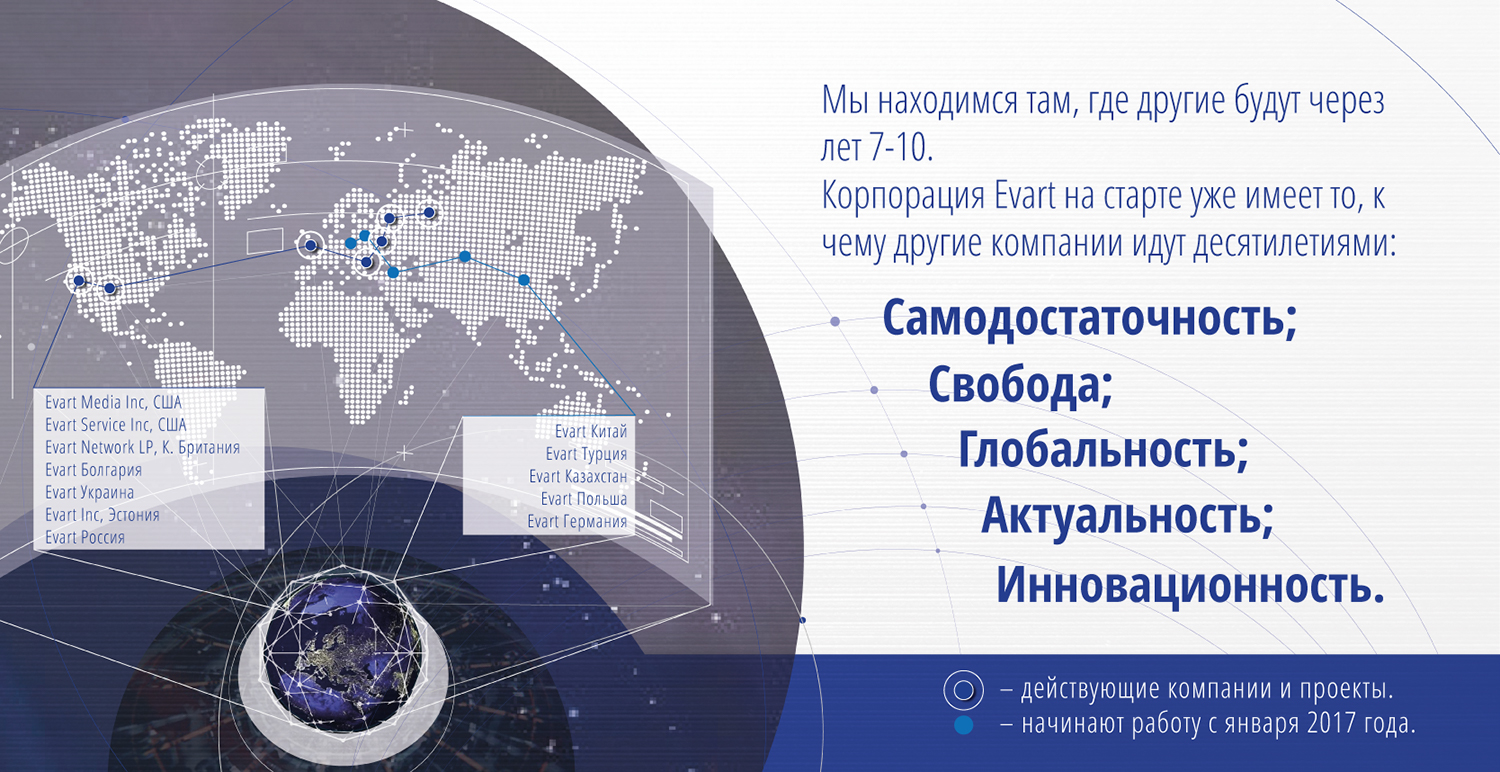 Мы находимся там, где другие будут через
лет 7-10.
Корпорация Evart на старте уже имеет то, к
чему другие компании идут десятилетиями:
Самодостаточность;
Свобода;
Глобальность;
Актуальность;
Инновационность.
Evart Media Inc, США
Evart Service Inc, США
Evart Network LP, К. Британия
Evart Болгария
Evart Украина
Evart Inc, Эстония
Evart Россия
Evart Китай
Evart Турция
Evart Казахстан
Evart Польша
Evart Германия
– действующие компании и проекты.
– начинают работу с января 2017 года.